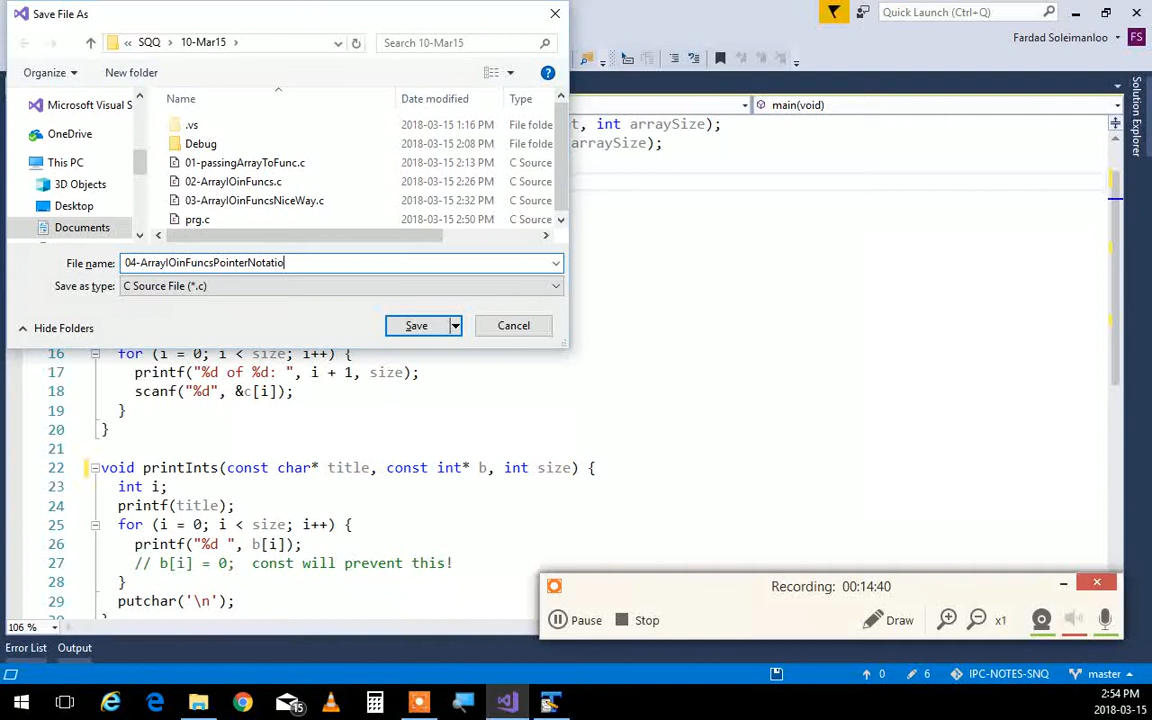 Save File As
Quick Launch (Ctrl+Q)
Fardad Soleimanloo FS
« SQQ > 10-Mar15 >
Search 10-Mar15
Organize
New folder
Name Date modified Type
Microsoft Visual S
OneDrive
This PC
3D Objects
Desktop
Documents
.vs 2018-03-15 1:16 PM File folde
Debug 2018-03-15 2:08 PM File folde
01-passingArrayToFunc.c 2018-03-15 2:13 PM C Source
02-ArrayIOinFuncs.c 2018-03-15 2:26 PM C Source
03-ArrayIOinFuncsNiceWay.c 2018-03-15 2:32 PM C Source
prg.c 2018-03-15 2:50 PM C Source
File name: 04-ArrayIOinFuncsPointerNotatio
Save as type: C Source File (*.c)
Hide Folders
Save
Cancel
main(void)
Solution Explorer
t, int arraySize);
arraySize);
16 for (i = 0; i < size; i++) {
17 printf("%d of %d: ", i + 1, size);
18 scanf("%d", &c[i]);
19 }
20 }
21
22 void printInts(const char* title, const int* b, int size) {
23 int i;
24 printf(title);
25 for (i = 0; i < size; i++) {
26 printf("%d ", b[i]);
27 // b[i] = 0; const will prevent this!
28 }
29 putchar('\n');
106 %
Recording: 00:14:40
Pause
Stop
Draw
x1
Error List
Output
0
6
IPC-NOTES-SNQ
master
15
2:54 PM
2018-03-15